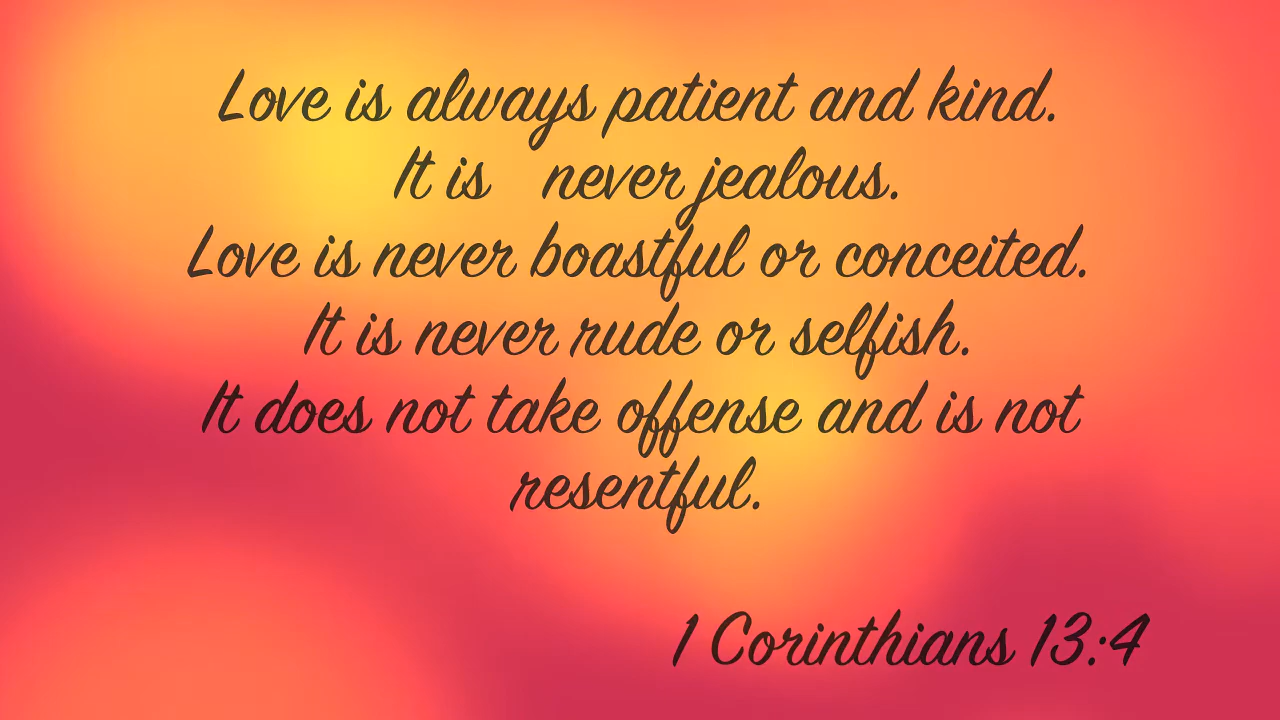 Love is always patient and kind.
It is never jealous.
Love is never boastful or conceited.
It is never rude or selfish.
It does not take offense and is not
resentful.
1 Corinthians 13:4